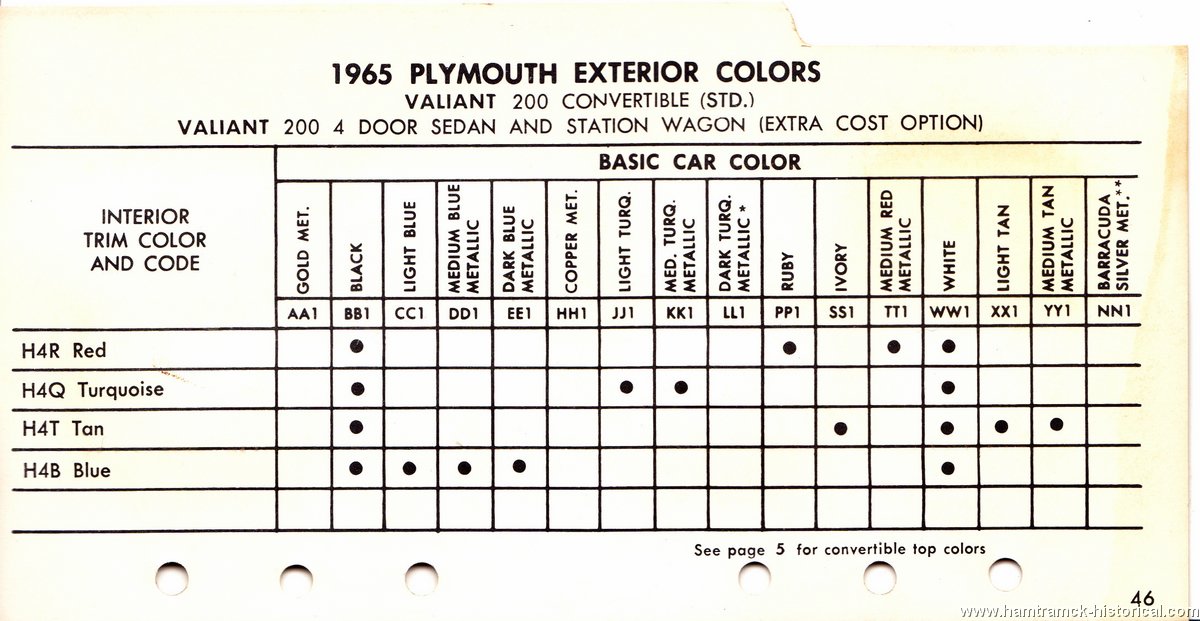 1965 PLYMOUTH EXTERIOR COLORS
VALIANT 200 CONVERTIBLE (STD.)
VALIANT 200 4 DOOR SEDAN AND STATION WAGON (EXTRA COST OPTION)
BASIC CAR COLOR
INTERIOR
TRIM COLOR
AND CODE
GOLD MET.
BLACK
LIGHT BLUE
MEDIUM BLUE
METALLIC
DARK BLUE
METALLIC
COPPER MET.
LIGHT TURQ.
MED. TURQ.
METALLIC
DARK TURQ.
METALLIC *
RUBY
IVORY
MEDIUM RED
METALLIC
WHITE
LIGHT TAN
MEDIUM TAN
METALLIC
BARRACUDA
SILVER MET.**
AA1 BB1 CC1 DD1 EE1 HH1 JJ1 KK1 LL1 PP1 SS1 TT1 WW1 XX1 YY1 NN1
H4R Red ● ● ● ●
H4Q Turquoise ● ● ● ●
H4T Tan ● ● ● ● ●
H4B Blue ● ● ● ● ●
See page 5 for convertible top colors
46
www.hamtramck-historical.com